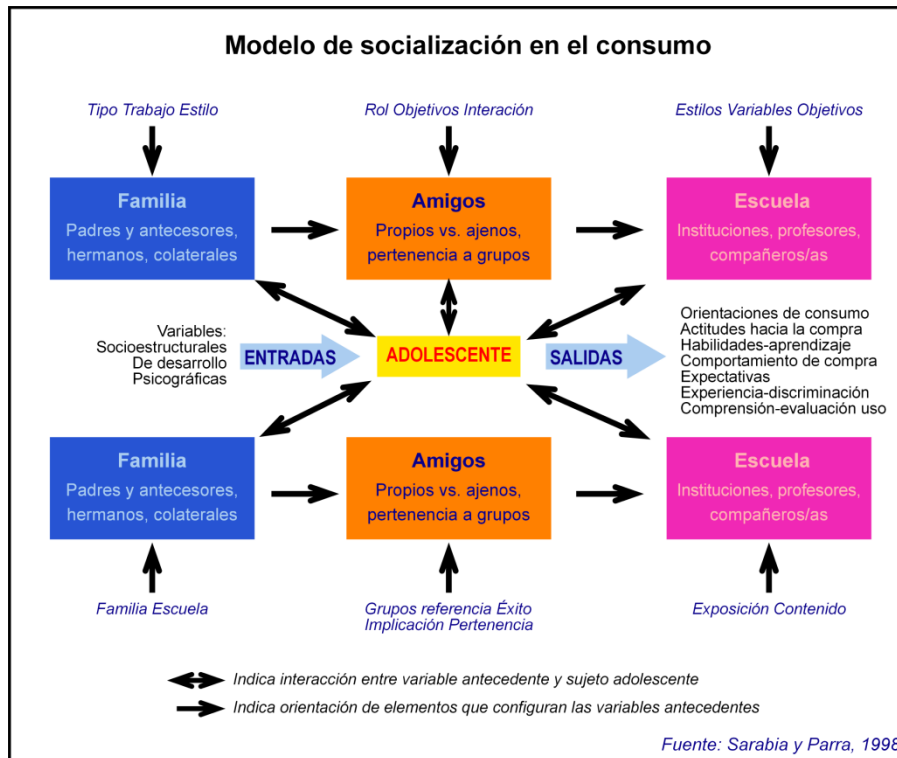 Modelo de socialización en el consumo
Tipo Trabajo Estilo
Rol Objetivos Interación
Estilos Variables Objetivos
Familia
Padres y antecesores,
hermanos, colaterales
Amigos
Propios vs. ajenos,
pertenencia a grupos
Escuela
Instituciones, profesores,
compañeros/as
Variables:
Socioestructurales
De desarrollo
Psicográficas
ENTRADAS
ADOLESCENTE
SALIDAS
Orientaciones de consumo
Actitudes hacia la compra
Habilidades-aprendizaje
Comportamiento de compra
Expectativas
Experiencia-discriminación
Comprensión-evaluación uso
Familia
Padres y antecesores,
hermanos, colaterales
Amigos
Propios vs. ajenos,
pertenencia a grupos
Escuela
Instituciones, profesores,
compañeros/as
Familia Escuela
Grupos referencia Éxito
Implicación Pertenencia
Exposición Contenido
Indica interacción entre variable antecedente y sujeto adolescente
Indica orientación de elementos que configuran las variables antecedentes
Fuente: Sarabia y Parra, 1998